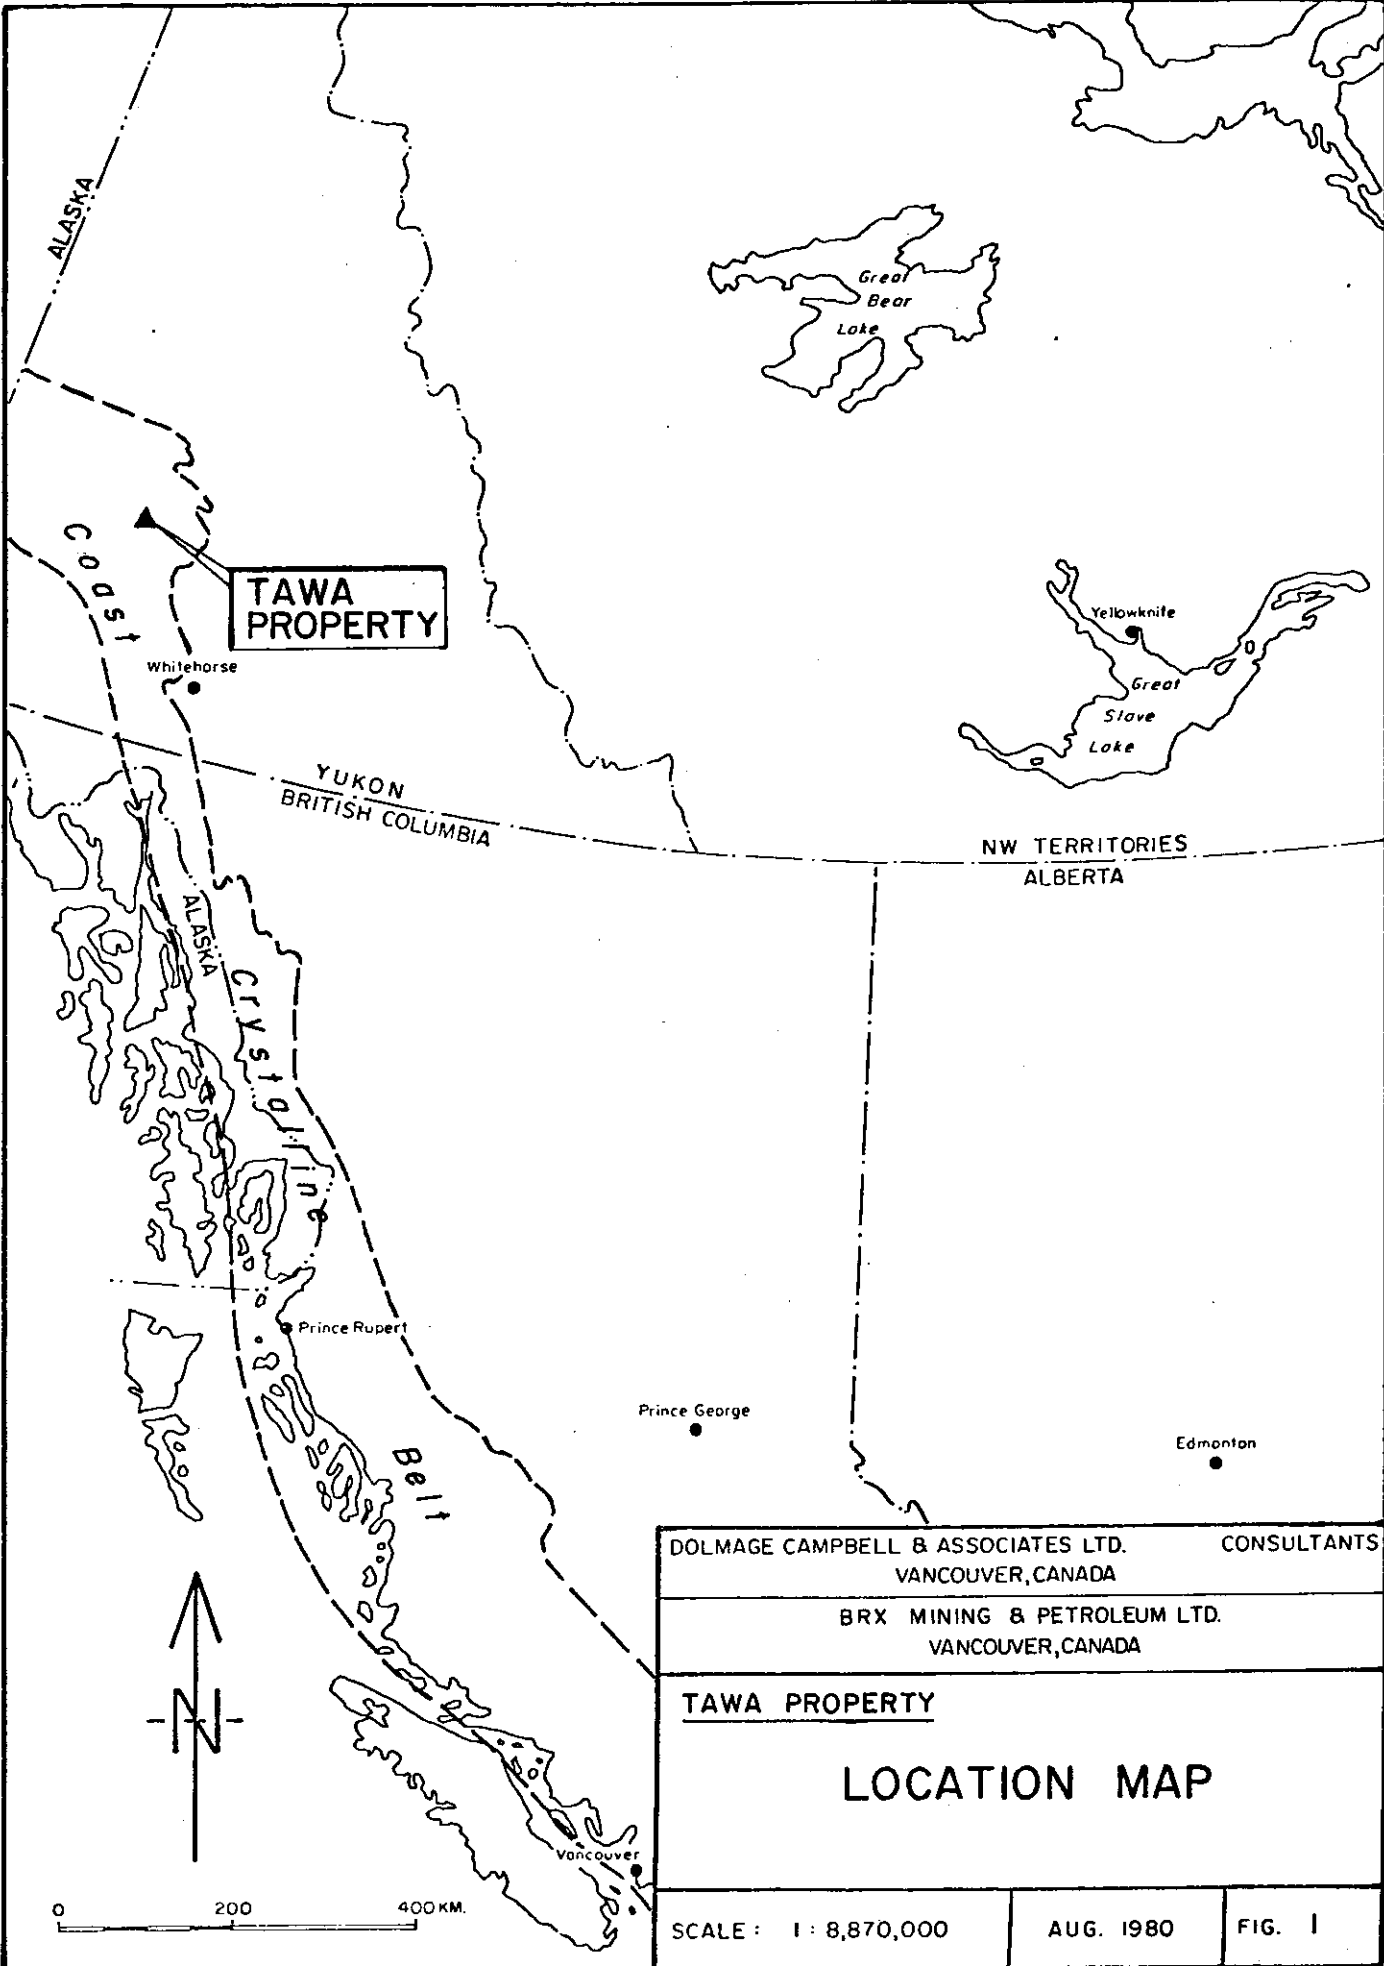 ALASKA
Great
Bear
Lake
Coast
TAWA
PROPERTY
Whitehorse
Yellowknife
Great
Slave
Lake
YUKON
BRITISH COLUMBIA
NW TERRITORIES
ALBERTA
ALASKA
Crystalline
Prince Rupert
Prince George
Edmonton
Belt
DOLMAGE CAMPBELL & ASSOCIATES LTD. CONSULTANTS
VANCOUVER, CANADA
BRX MINING & PETROLEUM LTD.
VANCOUVER, CANADA
TAWA PROPERTY
LOCATION MAP
N
Vancouver
0 200 400 KM.
SCALE : 1 : 8,870,000
AUG. 1980
FIG. 1